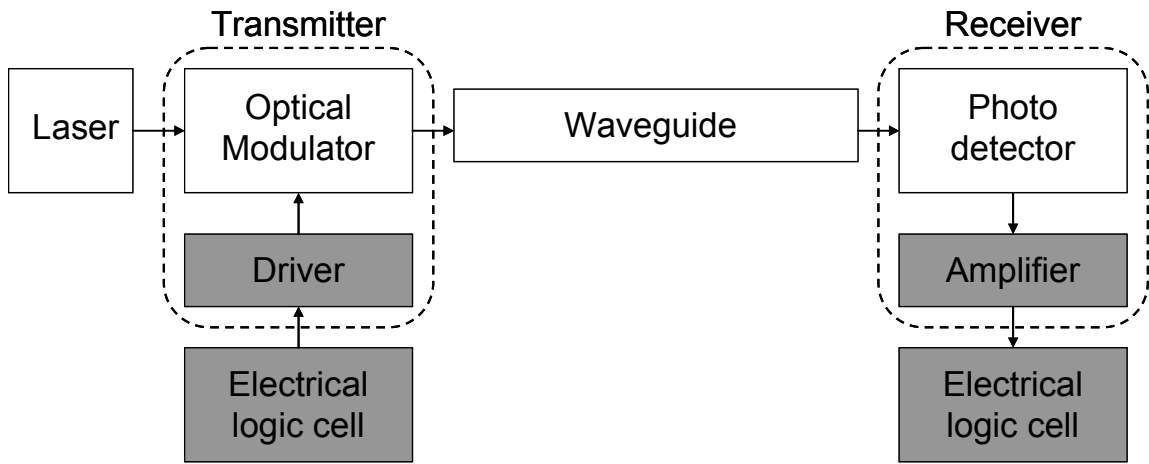 Transmitter
Receiver
Laser
Optical
Modulator
Waveguide
Photo
detector
Driver
Amplifier
Electrical
logic cell
Electrical
logic cell